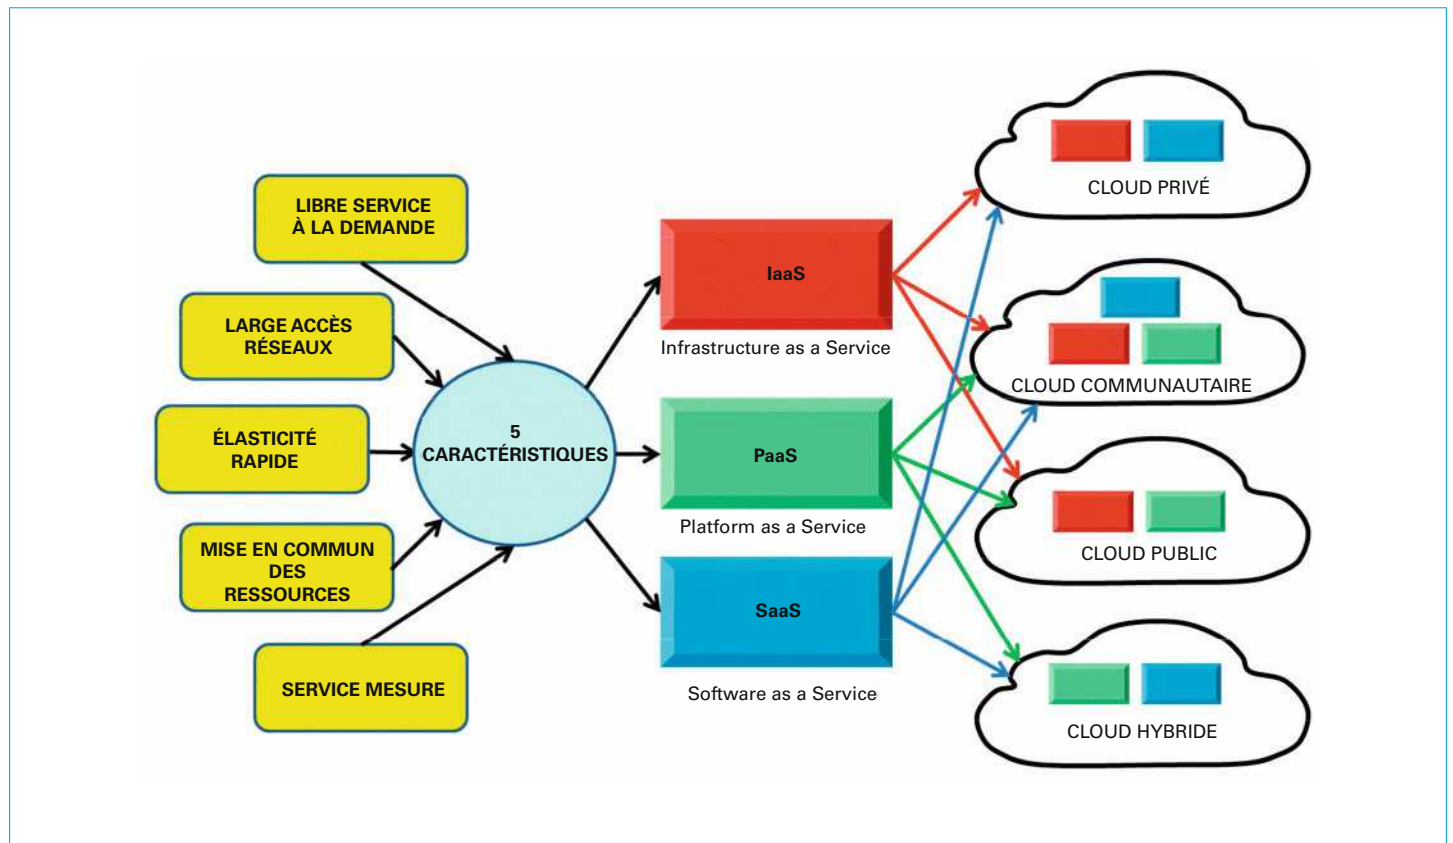 LIBRE SERVICE
À LA DEMANDE
LARGE ACCÈS
RÉSEAUX
ÉLASTICITÉ
RAPIDE
MISE EN COMMUN
DES
RESSOURCES
SERVICE MESURE
5
CARACTÉRISTIQUES
IaaS
Infrastructure as a Service
PaaS
Platform as a Service
SaaS
Software as a Service
CLOUD PRIVÉ
CLOUD COMMUNAUTAIRE
CLOUD PUBLIC
CLOUD HYBRIDE